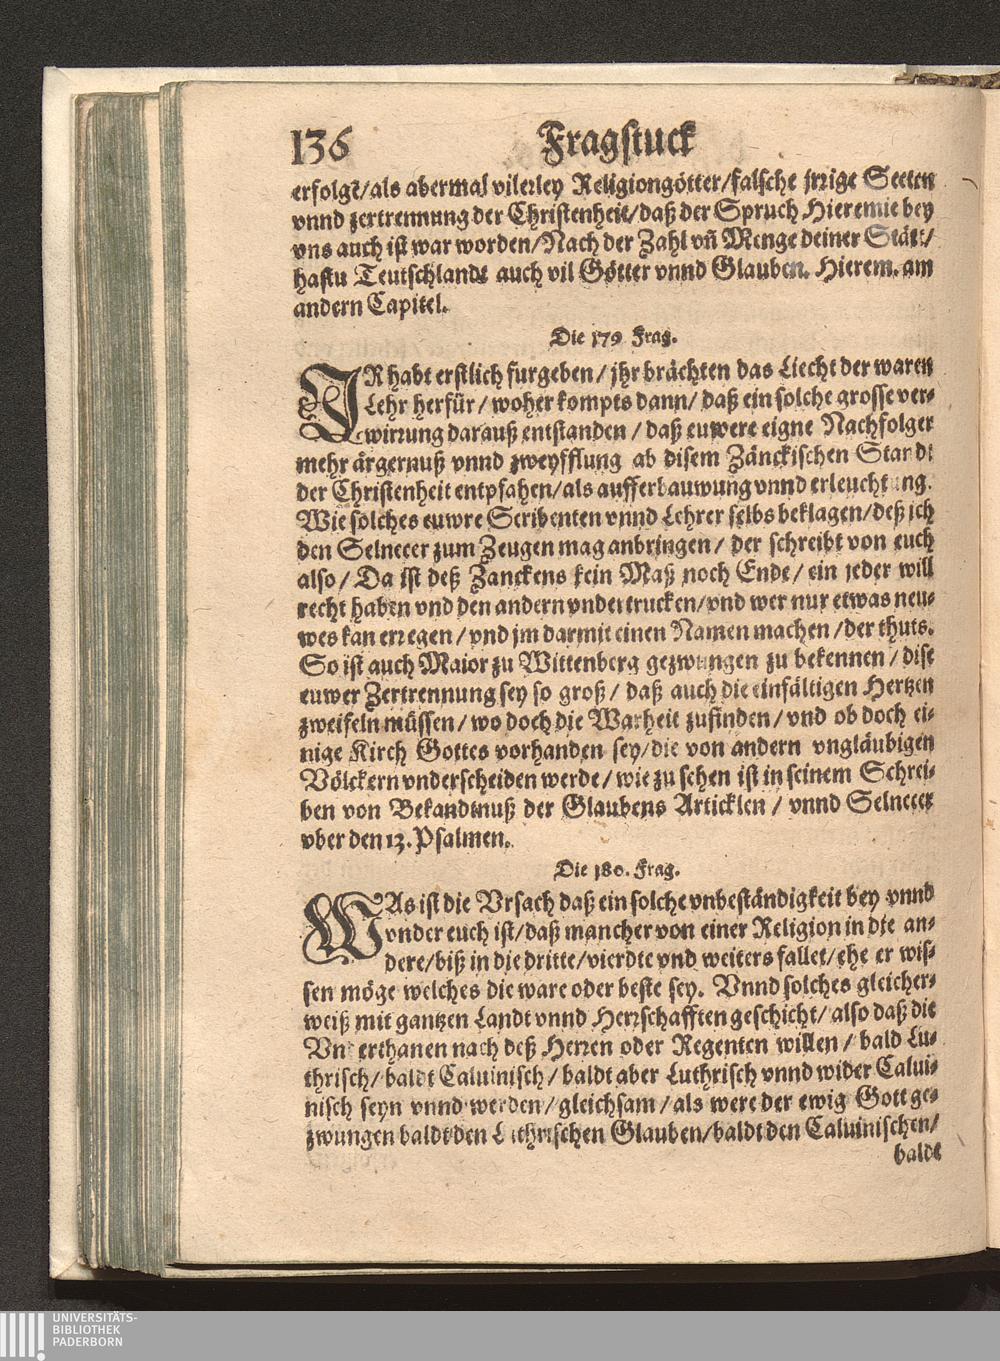 136 Fragstuck
erfolgt/als abermal vilerley Religiongötter/falsche jrrige Secten
vnnd zertrennung der Christenheit/daß der Spruch Hieremie bey
vns auch ist war worden/Nach der Zahl vñ Menge deiner Stätt/
hastu Teutschlandt auch vil Götter vnnd Glauben. Hierem. am
andern Capitel.
Die 179 Frag.
IR habt erstlich furgeben/jhr brächten das Liecht der waren
Lehr herfür/woher kompts dann/daß ein solche grosse ver-
wirrung darauß entstanden/daß euwere eigne Nachfolger
mehr ärgernuß vnnd zweyfflung ab disem Zänckischen Standt
der Christenheit entpfahen/als aufferbauwung vnnd erleuchtung.
Wie solches euwre Scribenten vnnd Lehrer selbs beklagen/deß jch
den Selnecer zum Zeugen mag anbringen/der schreibt von euch
also/Da ist deß Zanckens kein Maß noch Ende/ein jeder will
recht haben vnd den andern vndertrucken/vnd wer nur etwas neu-
wes kan erregen/vnd jm darmit einen Namen machen/der thuts.
So ist auch Maior zu Wittenberg gezwungen zu bekennen/dise
euwer Zertrennung sey so groß/daß auch die einfältigen Hertzen
zweifeln müssen/wo doch die Warheit zufinden/vnd ob doch ei-
nige Kirch Gottes vorhanden sey/die von andern vngläubigen
Völckern vnderscheiden werde/wie zu sehen ist in seinem Schrei-
ben von Bekandtnuß der Glaubens Articklen/vnnd Selnecer
vber den 13. Psalmen.
Die 180. Frag.
WAs ist die Vrsach daß ein solche vnbeständigkeit bey vnnd
vnder euch ist/daß mancher von einer Religion in die an-
dere/biß in die dritte/vierdte vnd weiters fallet/ehe er wis-
sen möge welches die ware oder beste sey. Vnnd solches gleicher-
weiß mit gantzen Landt vnnd Herrschafften geschicht/also daß die
Vnderthanen nach deß Herren oder Regenten willen/bald Lu-
thrisch/baldt Caluinisch/baldt aber Luthrisch vnnd wider Calui-
nisch seyn vnnd werden/gleichsam/als were der ewig Gott ge-
zwungen baldt den Luthrischen Glauben/baldt den Caluinischen/
baldt
UNIVERSITÄTS-
BIBLIOTHEK
PADERBORN